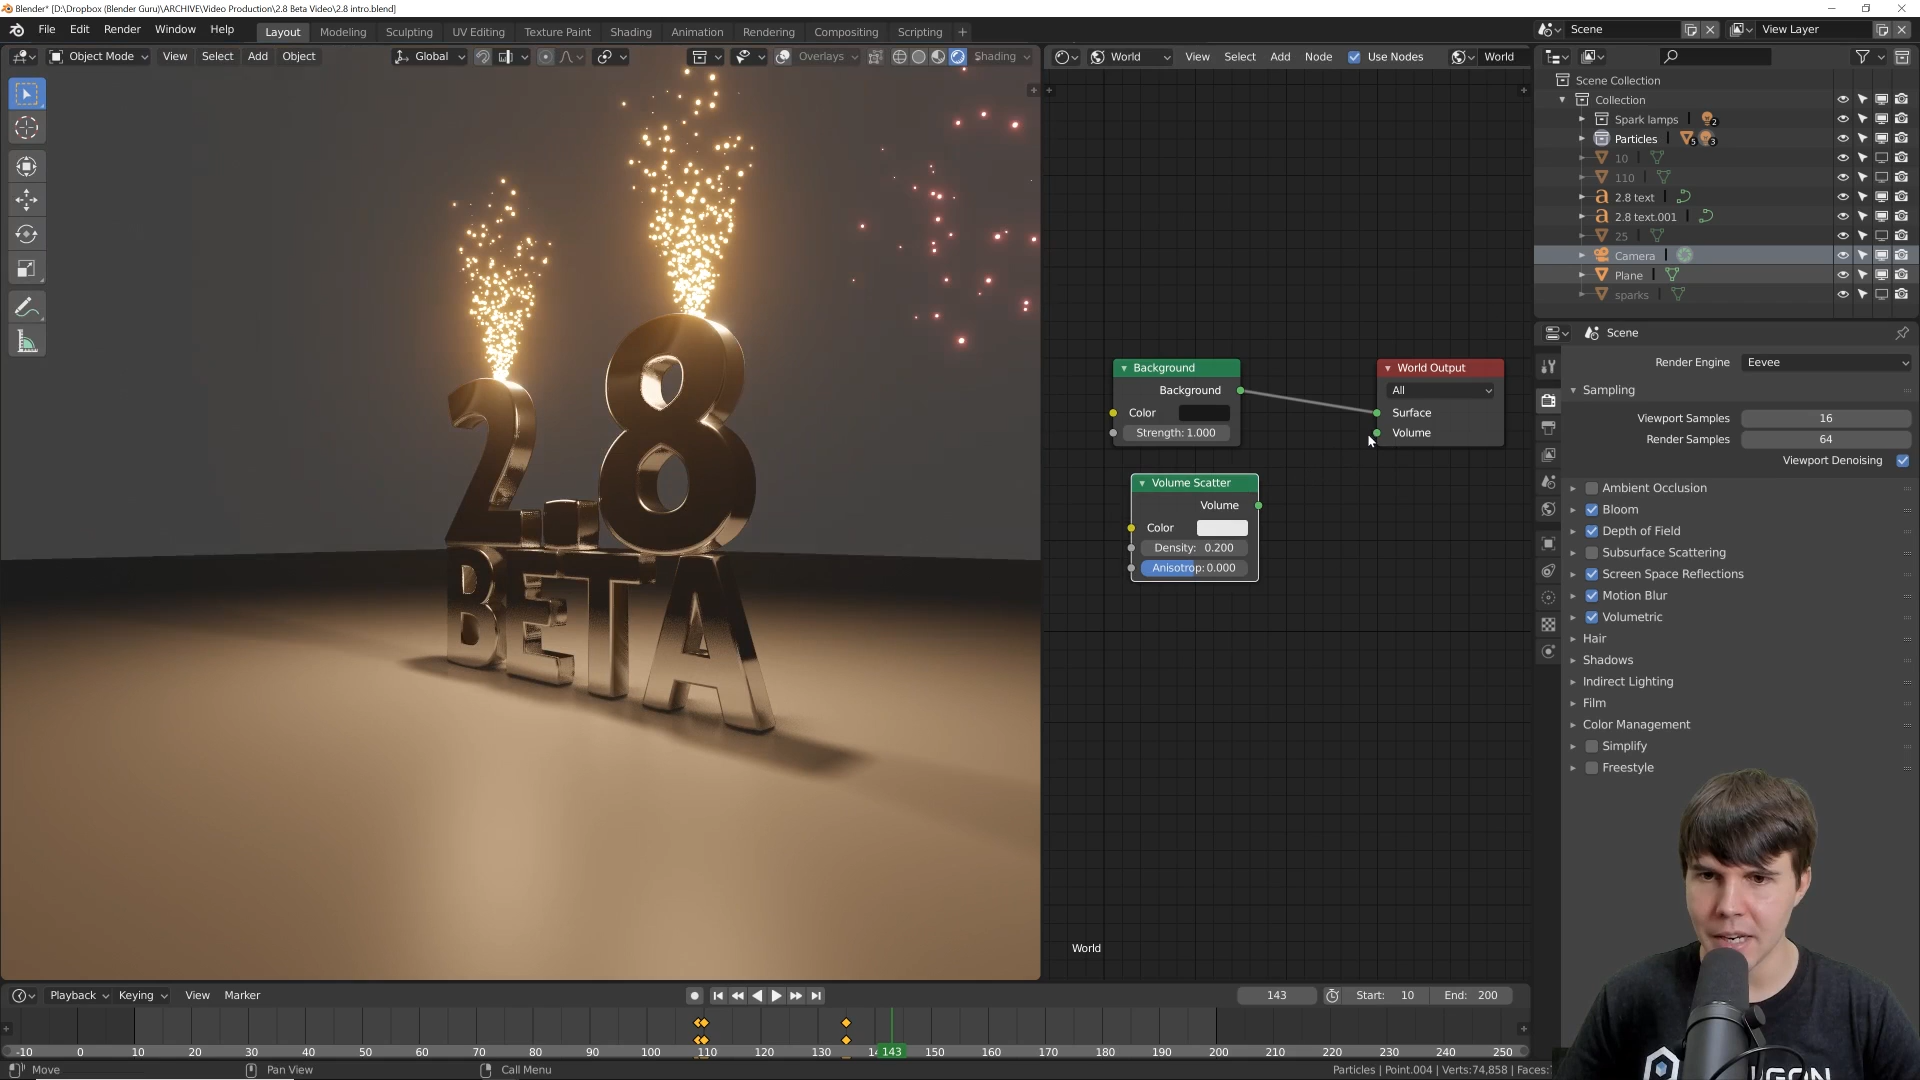 Blender* [D:\Dropbox (Blender Guru)\ARCHIVE\Video Production\2.8 Beta Video\2.8 intro.blend]
File Edit Render Window Help Layout Modeling Sculpting UV Editing Texture Paint Shading Animation Rendering Compositing Scripting + Scene View Layer
Object Mode View Select Add Object Global Overlays Shading World View Select Add Node Use Nodes World
Scene Collection
Collection
Spark lamps 2
Particles 5 3
10
110
2.8 text
2.8 text.001
25
Camera
Plane
sparks
Scene
Render Engine Eevee
Sampling
Viewport Samples 16
Render Samples 64
Viewport Denoising
Ambient Occlusion
Bloom
Depth of Field
Subsurface Scattering
Screen Space Reflections
Motion Blur
Volumetric
Hair
Shadows
Indirect Lighting
Film
Color Management
Simplify
Freestyle
2.8
BETA
Background
Background
Color
Strength: 1.000
World Output
All
Surface
Volume
Volume Scatter
Volume
Color
Density: 0.200
Anisotrop: 0.000
World
Playback Keying View Marker 143 Start: 10 End: 200
-10 0 10 20 30 40 50 60 70 80 90 100 110 120 130 143 150 160 170 180 190 200 210 220 230 240 250
Move Pan View Call Menu Particles | Point.004 | Verts:74,858 | Faces: